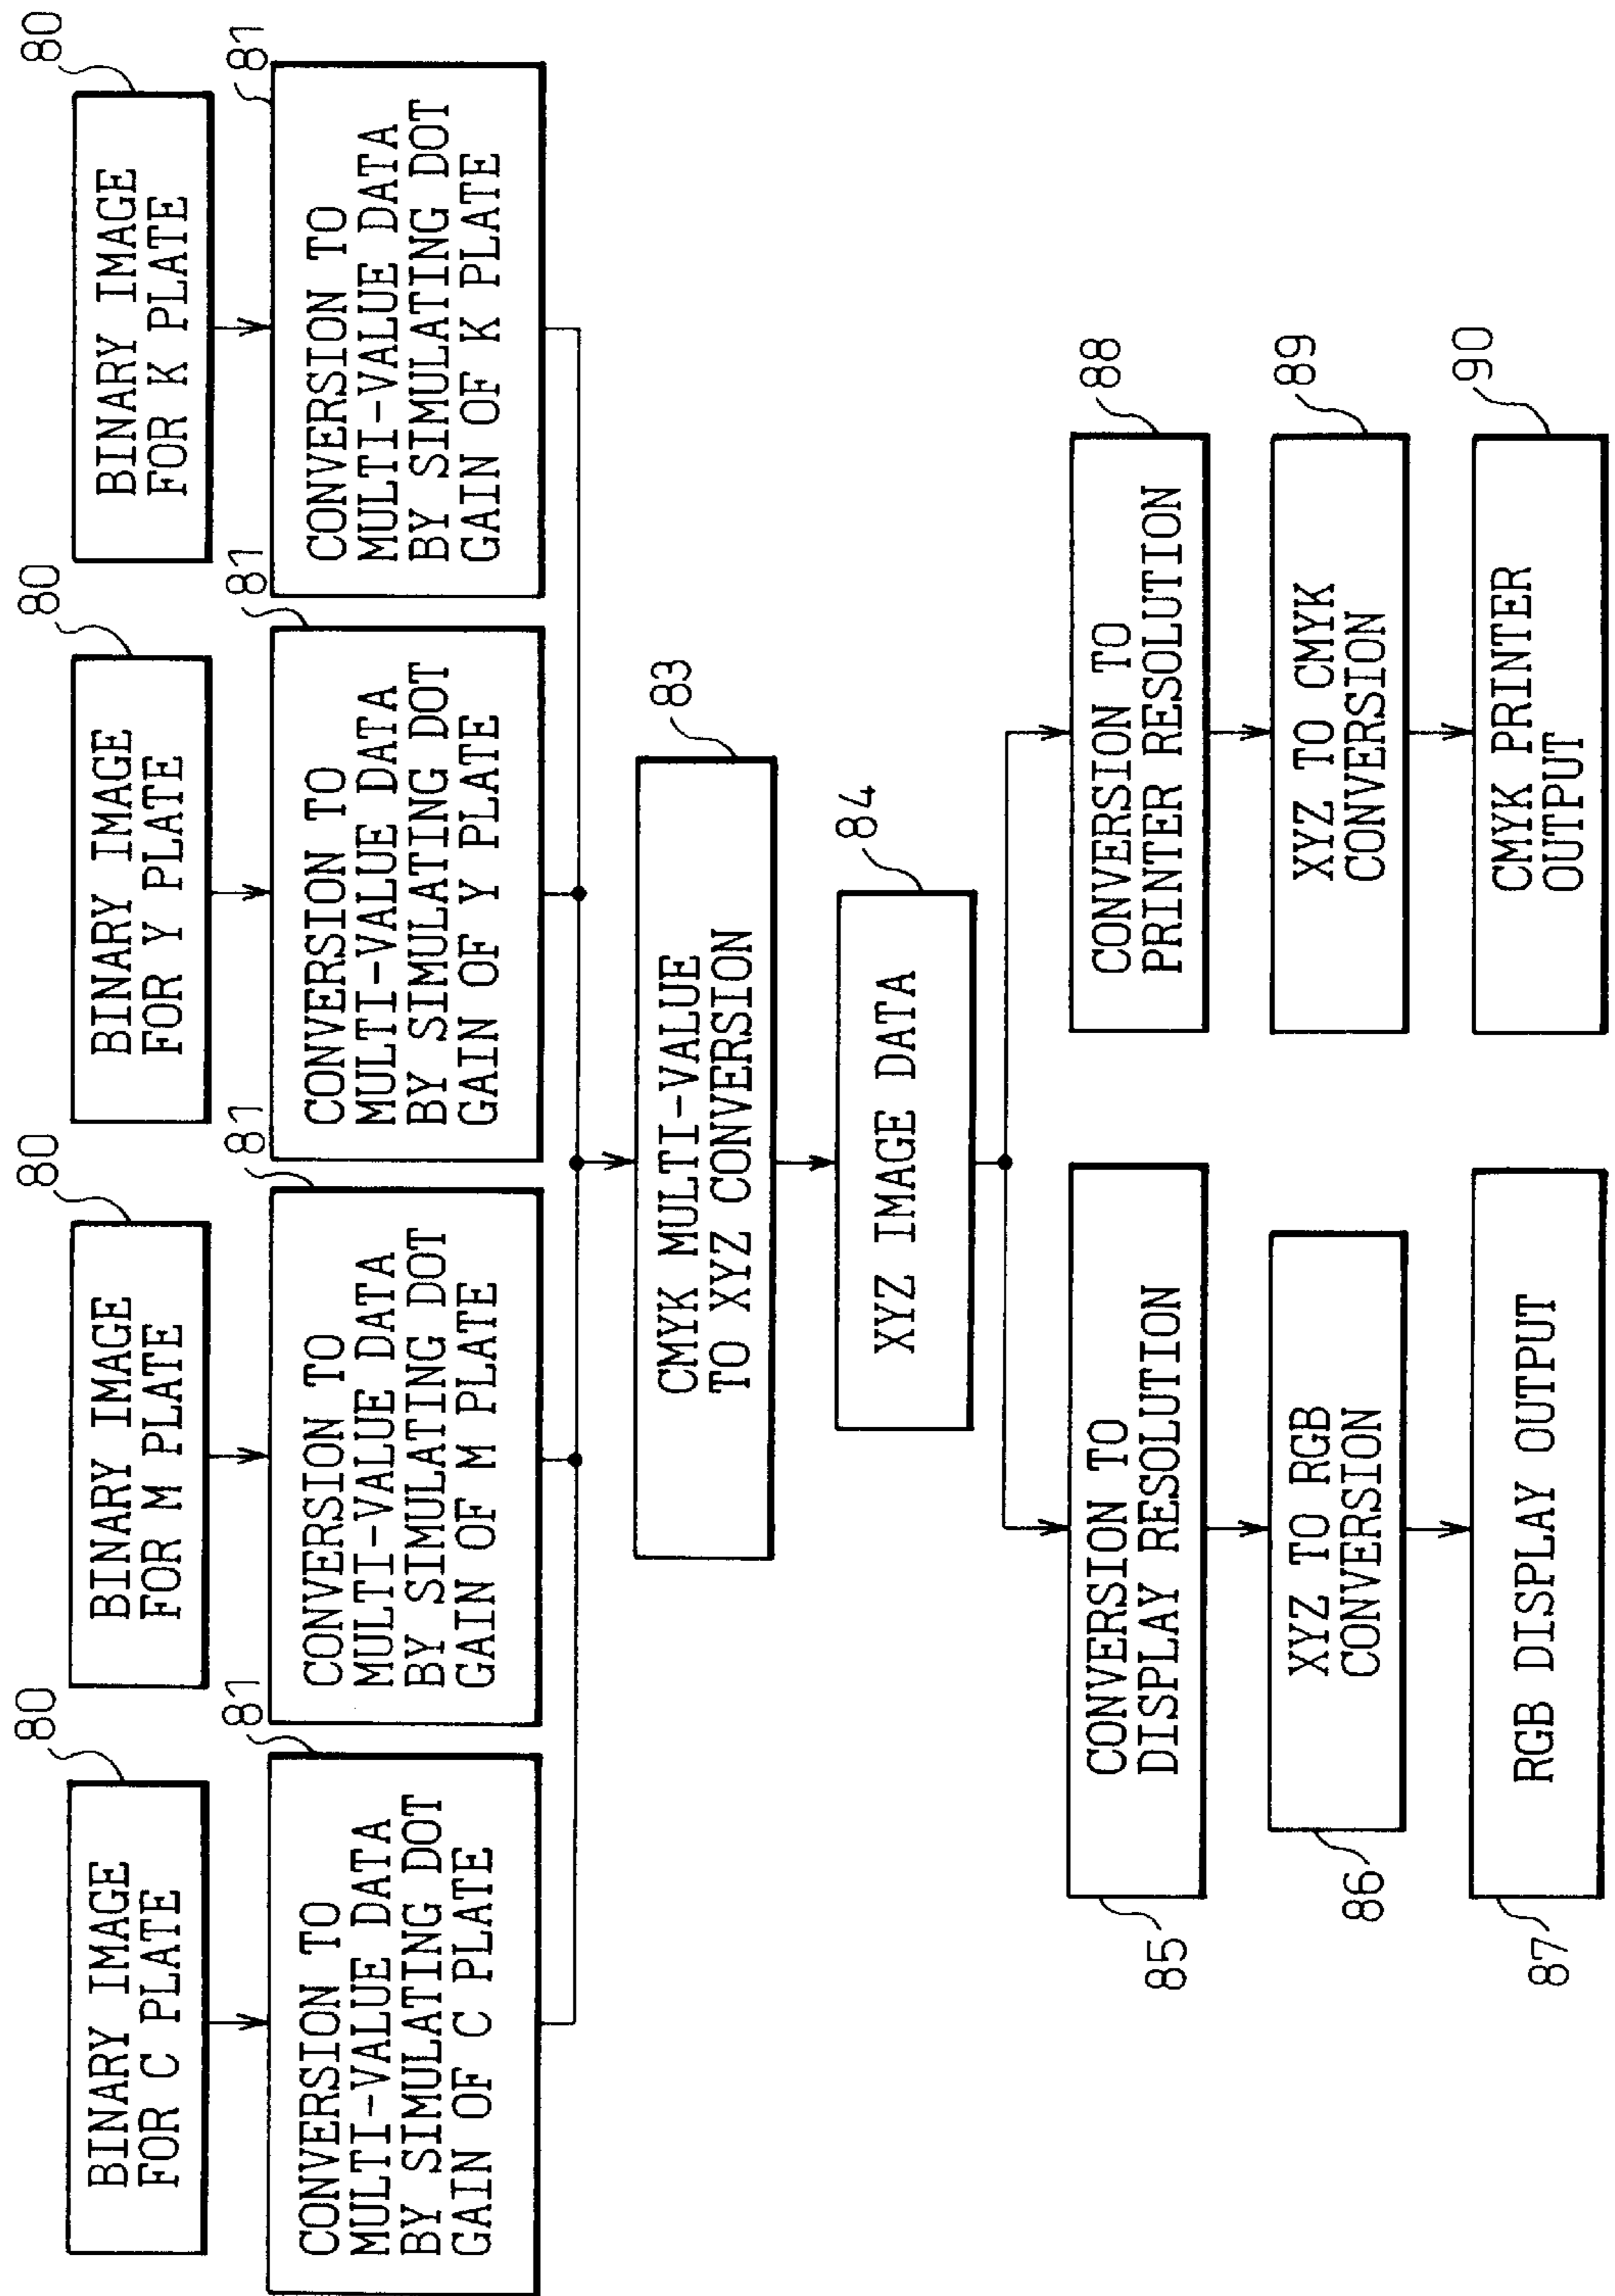 80
BINARY IMAGE
FOR C PLATE
80
BINARY IMAGE
FOR M PLATE
80
BINARY IMAGE
FOR Y PLATE
80
BINARY IMAGE
FOR K PLATE
81
CONVERSION TO
MULTI-VALUE DATA
BY SIMULATING DOT
GAIN OF C PLATE
81
CONVERSION TO
MULTI-VALUE DATA
BY SIMULATING DOT
GAIN OF M PLATE
81
CONVERSION TO
MULTI-VALUE DATA
BY SIMULATING DOT
GAIN OF Y PLATE
81
CONVERSION TO
MULTI-VALUE DATA
BY SIMULATING DOT
GAIN OF K PLATE
83
CMYK MULTI-VALUE
TO XYZ CONVERSION
84
XYZ IMAGE DATA
85
CONVERSION TO
DISPLAY RESOLUTION
86
XYZ TO RGB
CONVERSION
87
RGB DISPLAY OUTPUT
88
CONVERSION TO
PRINTER RESOLUTION
89
XYZ TO CMYK
CONVERSION
90
CMYK PRINTER
OUTPUT